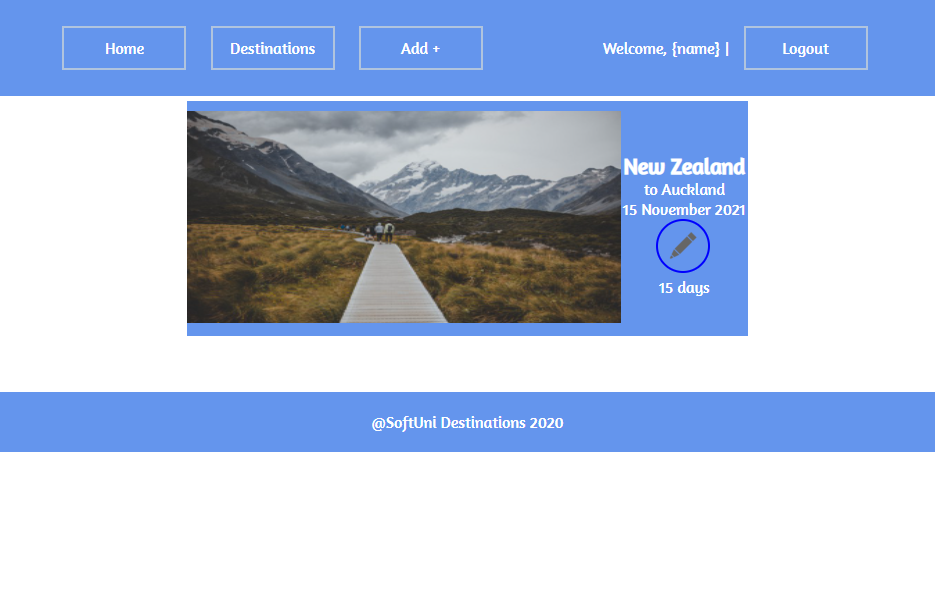 Home
Destinations
Add +
Welcome, {name} |
Logout
New Zealand
to Auckland
15 November 2021
15 days
@SoftUni Destinations 2020